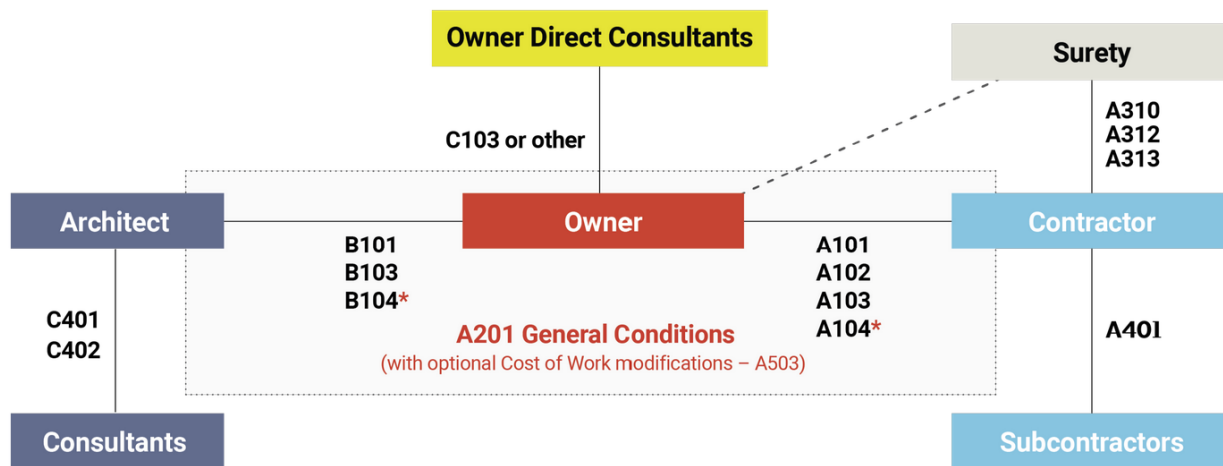 Owner Direct Consultants
Surety
A310
A312
A313
C103 or other
Architect
Owner
Contractor
B101
B103
B104*
A101
A102
A103
A104*
C401
C402
A201 General Conditions
(with optional Cost of Work modifications – A503)
A401
Consultants
Subcontractors